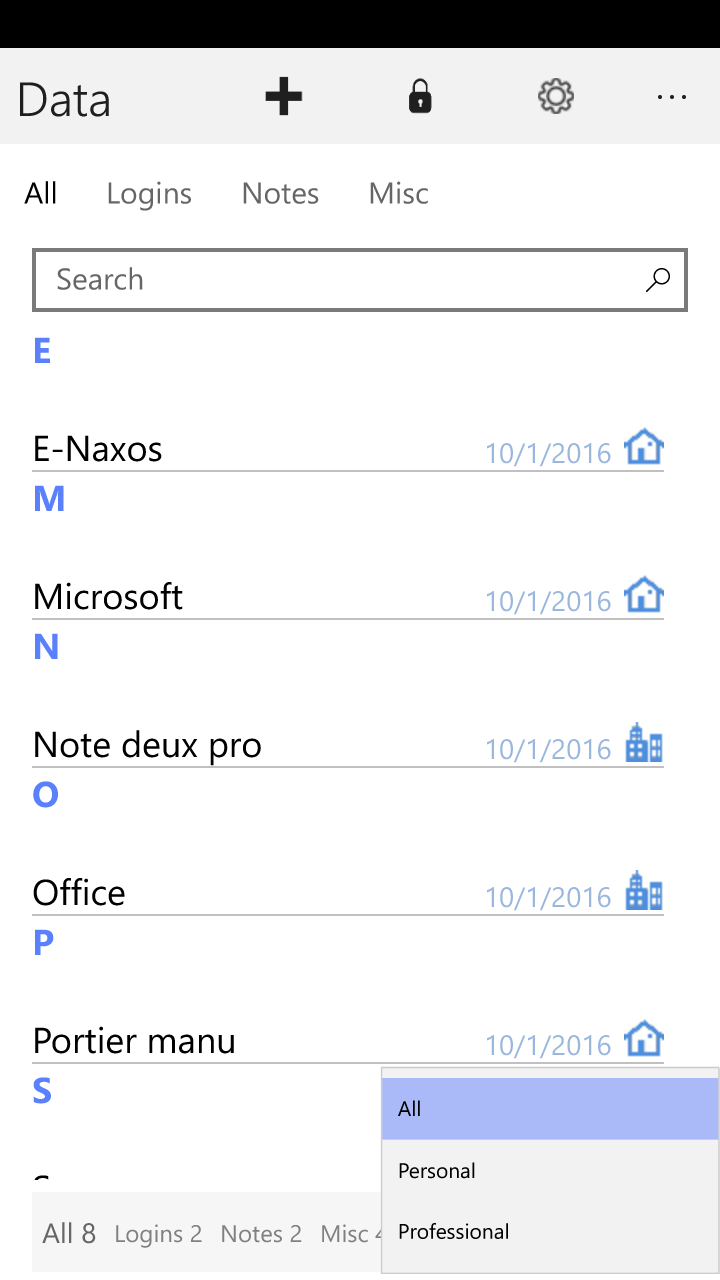 Data
All Logins Notes Misc
Search
E
E-Naxos 10/1/2016
M
Microsoft 10/1/2016
N
Note deux pro 10/1/2016
O
Office 10/1/2016
P
Portier manu 10/1/2016
S
All
Personal
Professional
All 8 Logins 2 Notes 2 Misc